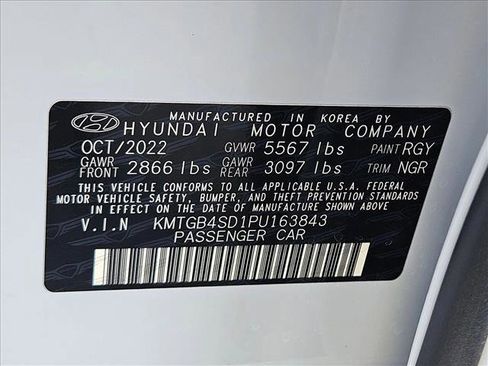 MANUFACTURED IN KOREA BY
HYUNDAI MOTOR COMPANY
OCT/2022 GVWR 5567 lbs PAINT RGY
GAWR FRONT 2866 lbs GAWR REAR 3097 lbs TRIM NGR
THIS VEHICLE CONFORMS TO ALL APPLICABLE U.S.A. FEDERAL
MOTOR VEHICLE SAFETY, BUMPER, AND THEFT PREVENTION STANDARDS
IN EFFECT ON THE DATE OF MANUFACTURE SHOWN ABOVE.
V.I.N KMTGB4SD1PU163843
PASSENGER CAR